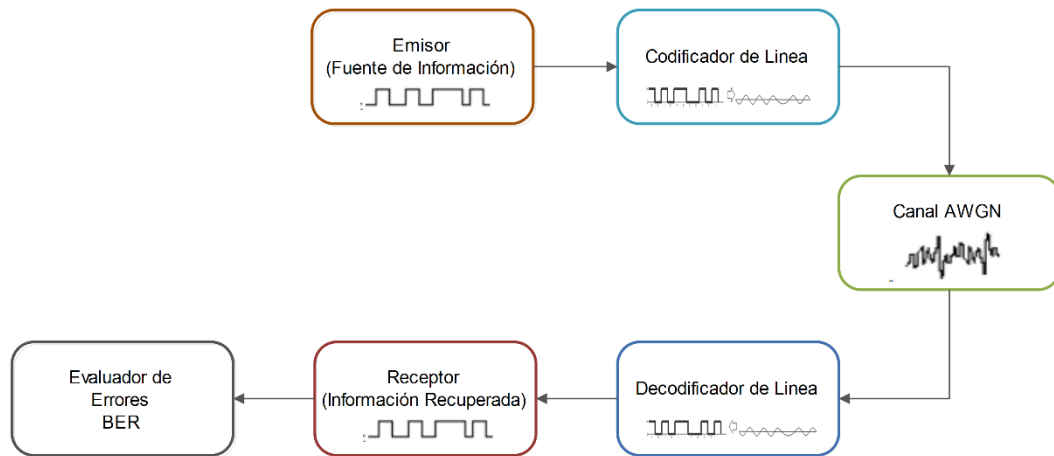 Emisor
(Fuente de Información)
Codificador de Linea
Canal AWGN
Decodificador de Linea
Receptor
(Información Recuperada)
Evaluador de
Errores
BER